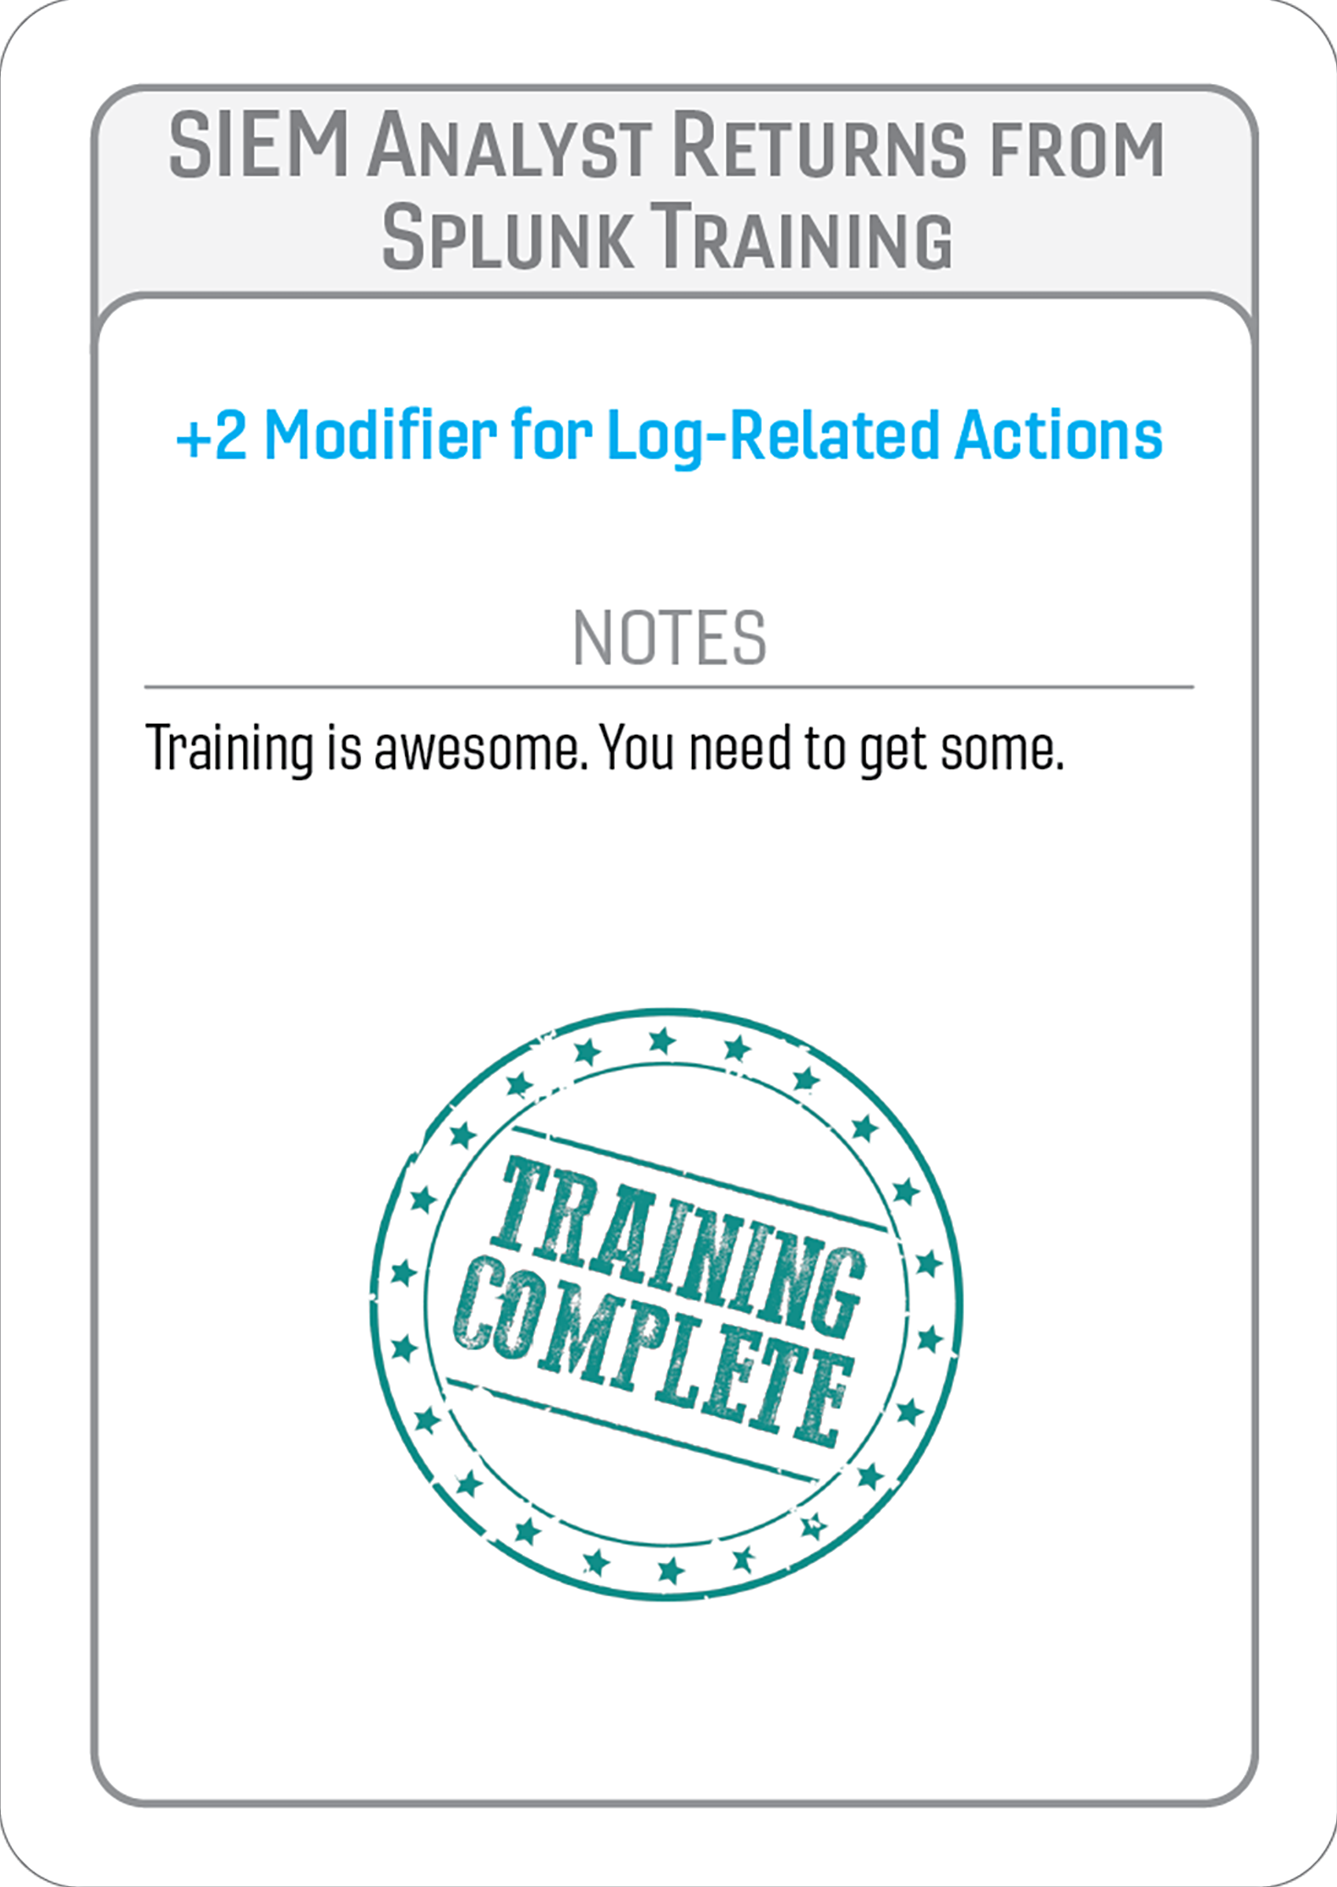 SIEM Analyst Returns from
Splunk Training
+2 Modifier for Log-Related Actions
NOTES
Training is awesome. You need to get some.
TRAINING
COMPLETE